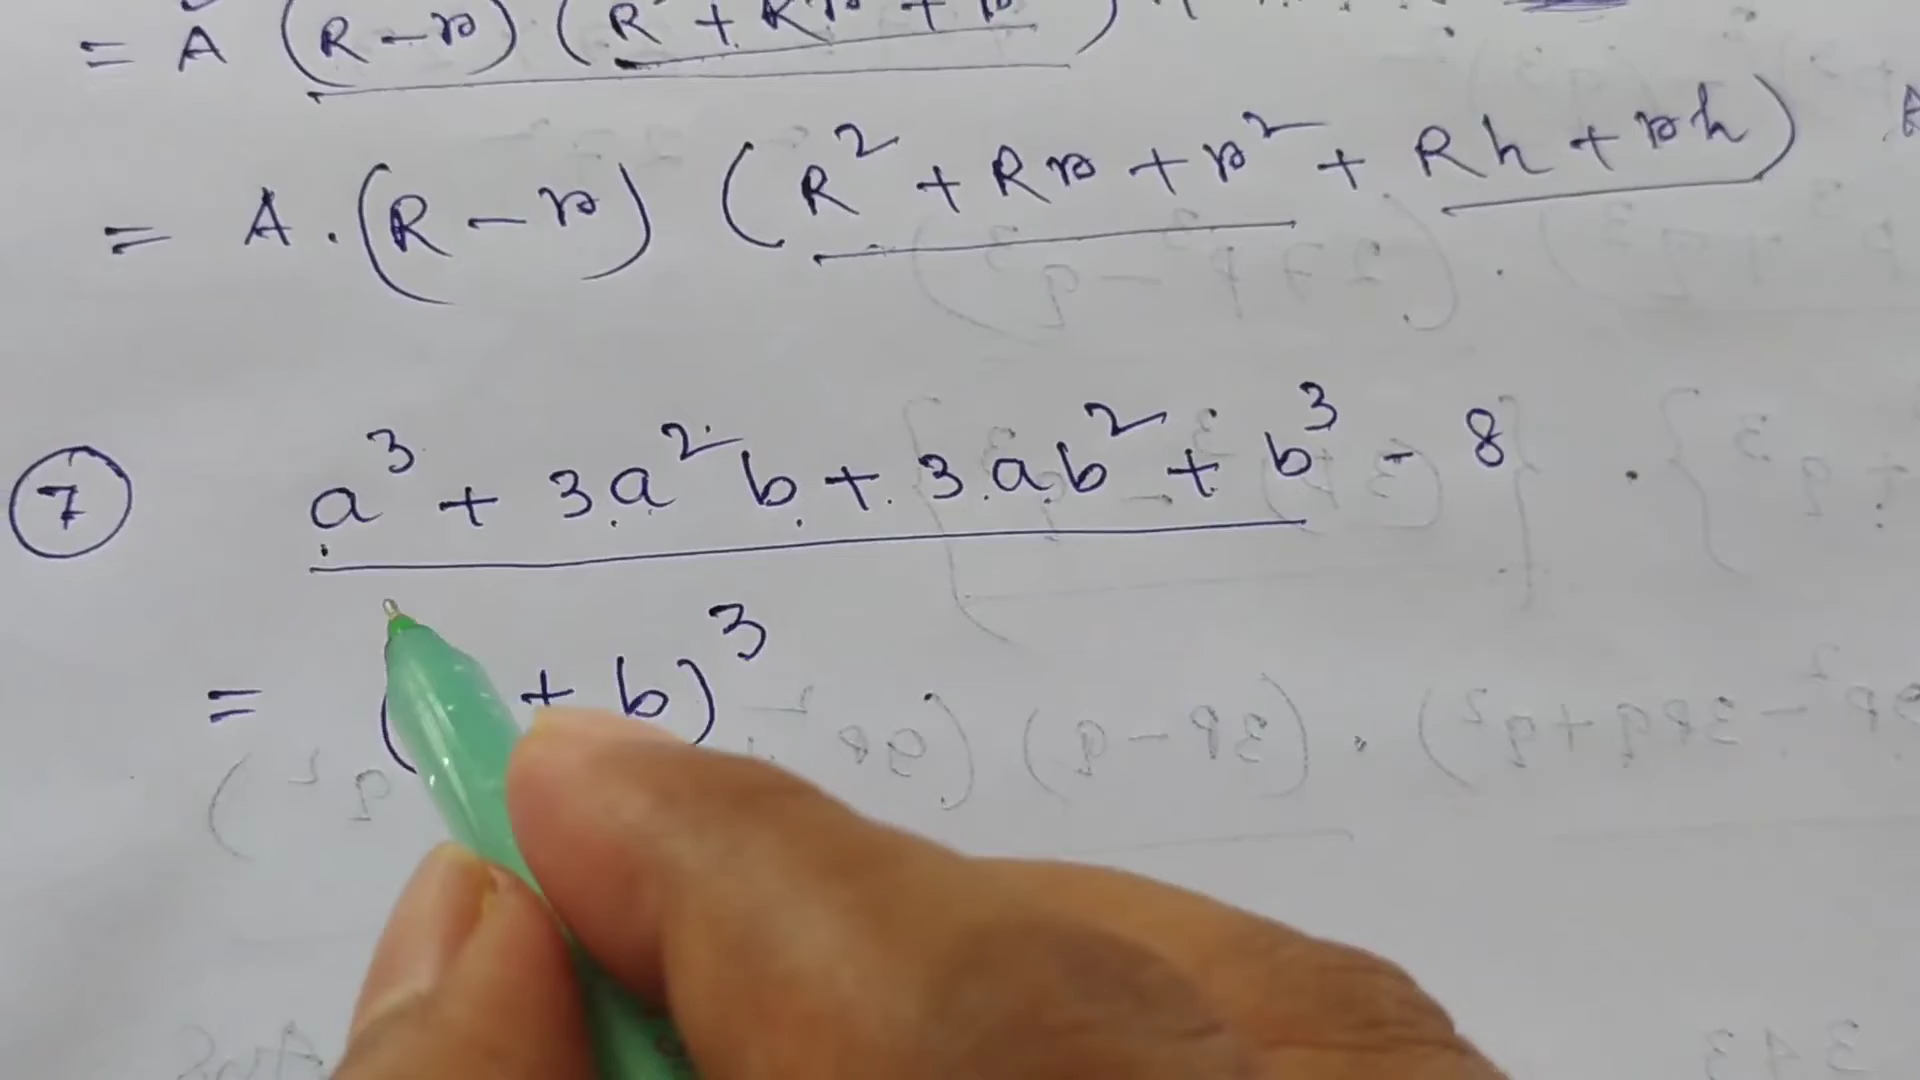 = A (R - r) (R² + Rr + r²
= A . (R - r) (R² + Rr + r² + Rh + rh)
7 a³ + 3a²b + 3ab² + b³ - 8
= ( + b)³